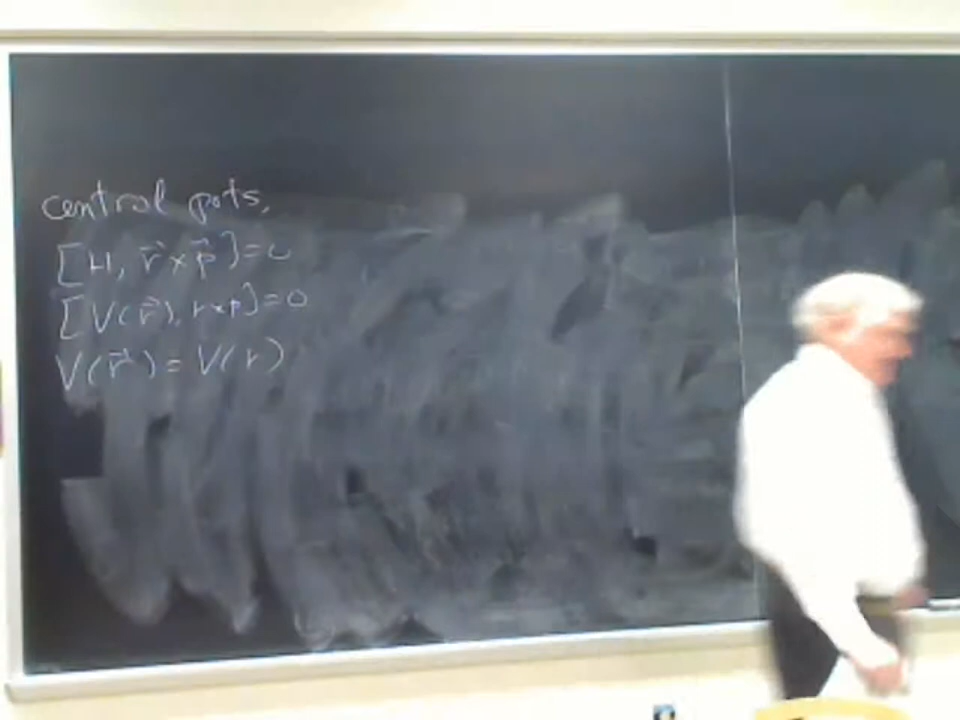 central pots,
[H, r⃗ × p⃗] = 0
[V(r⃗), r×p] = 0
V(r⃗) = V(r)